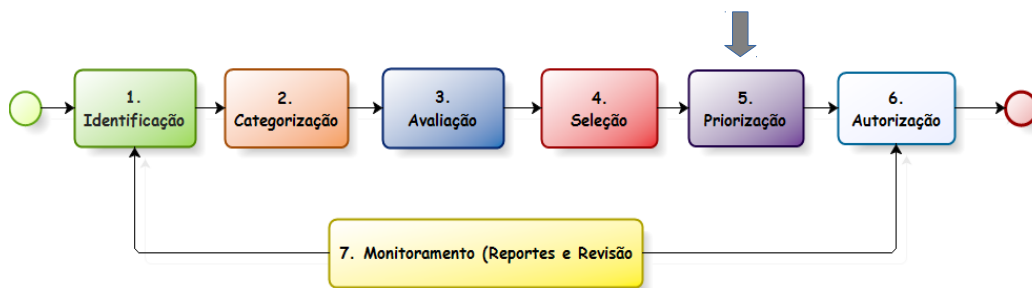 1.
Identificação
2.
Categorização
3.
Avaliação
4.
Seleção
5.
Priorização
6.
Autorização
7. Monitoramento (Reportes e Revisão